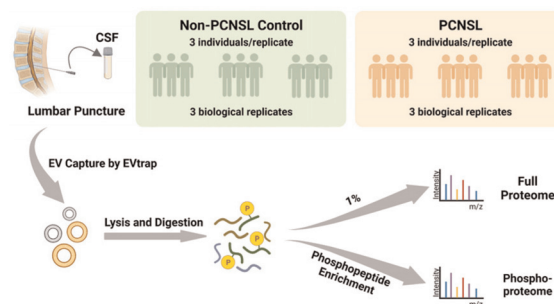 CSF
Lumbar Puncture
Non-PCNSL Control
3 individuals/replicate
3 biological replicates
PCNSL
3 individuals/replicate
3 biological replicates
EV Capture by EVtrap
Lysis and Digestion
P
P
P
1%
Phosphopeptide
Enrichment
Intensity
m/z
Full
Proteome
Intensity
m/z
Phospho-
proteome